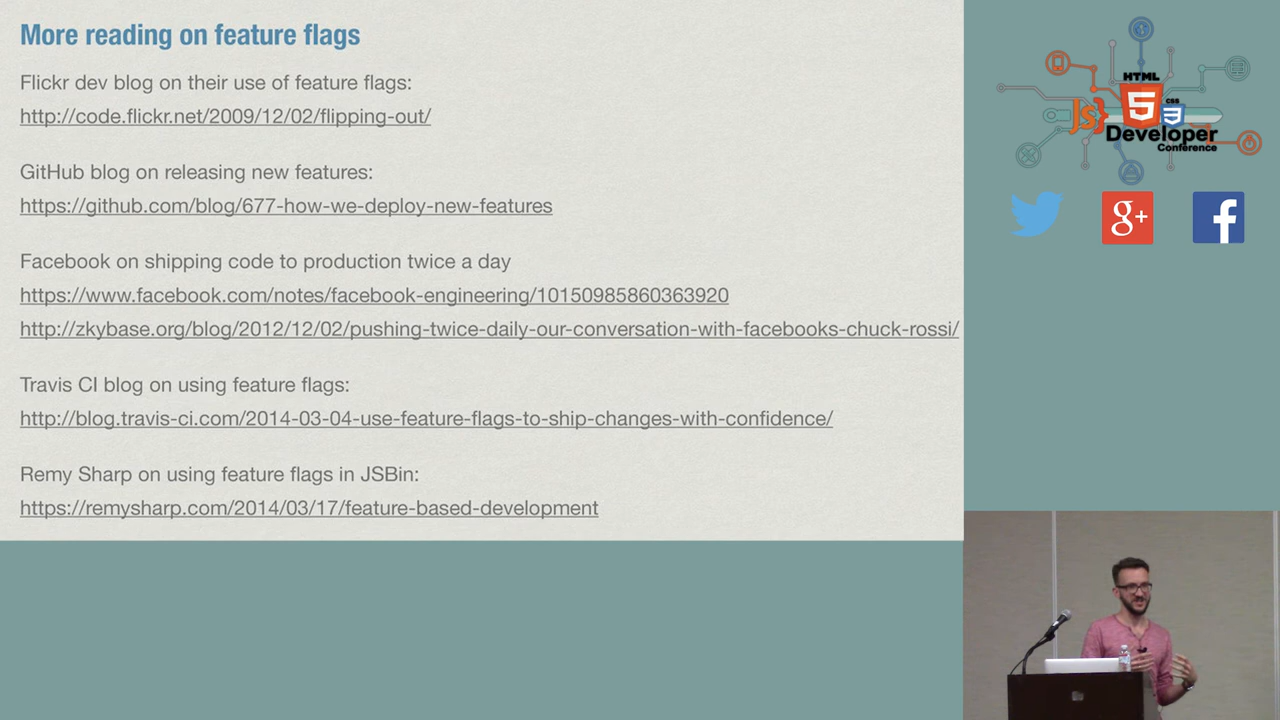 More reading on feature flags
Flickr dev blog on their use of feature flags:
http://code.flickr.net/2009/12/02/flipping-out/
GitHub blog on releasing new features:
https://github.com/blog/677-how-we-deploy-new-features
Facebook on shipping code to production twice a day
https://www.facebook.com/notes/facebook-engineering/10150985860363920
http://zkybase.org/blog/2012/12/02/pushing-twice-daily-our-conversation-with-facebooks-chuck-rossi/
Travis CI blog on using feature flags:
http://blog.travis-ci.com/2014-03-04-use-feature-flags-to-ship-changes-with-confidence/
Remy Sharp on using feature flags in JSBin:
https://remysharp.com/2014/03/17/feature-based-development
HTML
5
CSS
3
JS}
Developer
Conference
g+
f